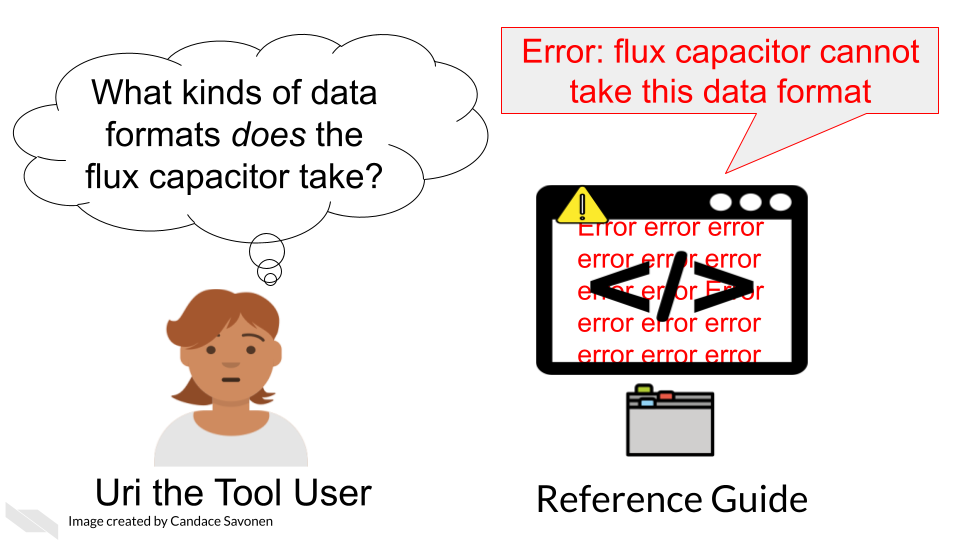 What kinds of data
formats does the
flux capacitor take?
Error: flux capacitor cannot
take this data format
Error error error
error error error
error error Error
error error error
error error error
</>
Uri the Tool User
Reference Guide
Image created by Candace Savonen